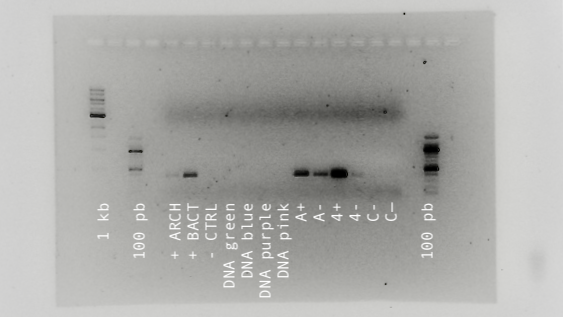 1 kb
100 pb
+ ARCH
+ BACT
- CTRL
DNA green
DNA blue
DNA purple
DNA pink
A+
A-
4+
4-
C-
C—
100 pb